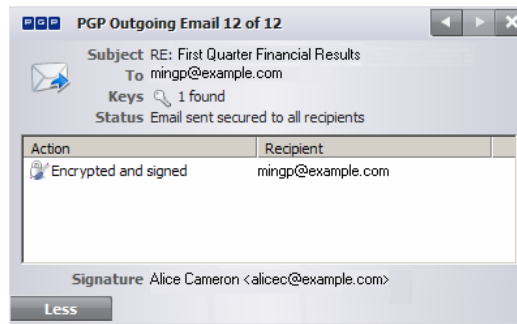 PGP PGP Outgoing Email 12 of 12
Subject RE: First Quarter Financial Results
To mingp@example.com
Keys 1 found
Status Email sent secured to all recipients
Action Recipient
Encrypted and signed mingp@example.com
Signature Alice Cameron <alicec@example.com>
Less